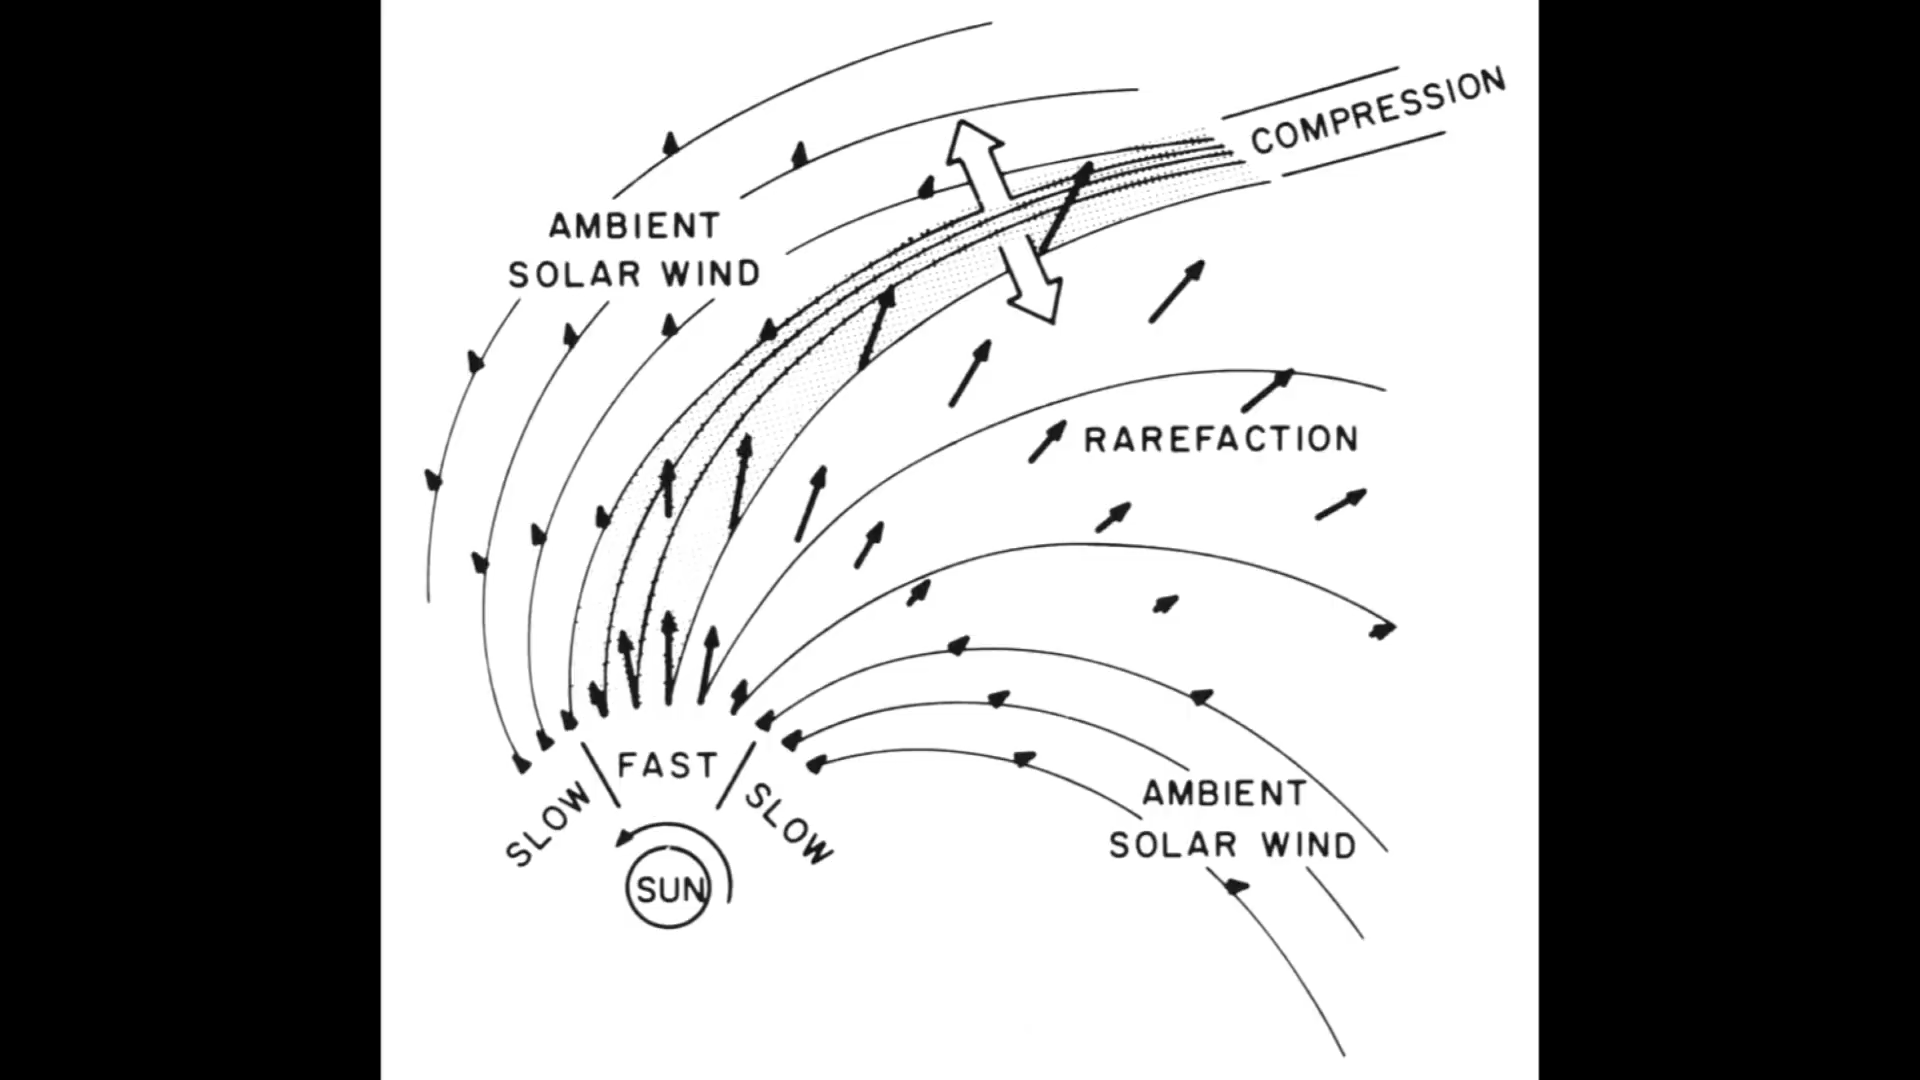 COMPRESSION
AMBIENT
SOLAR WIND
RAREFACTION
FAST
SLOW
SLOW
AMBIENT
SOLAR WIND
SUN